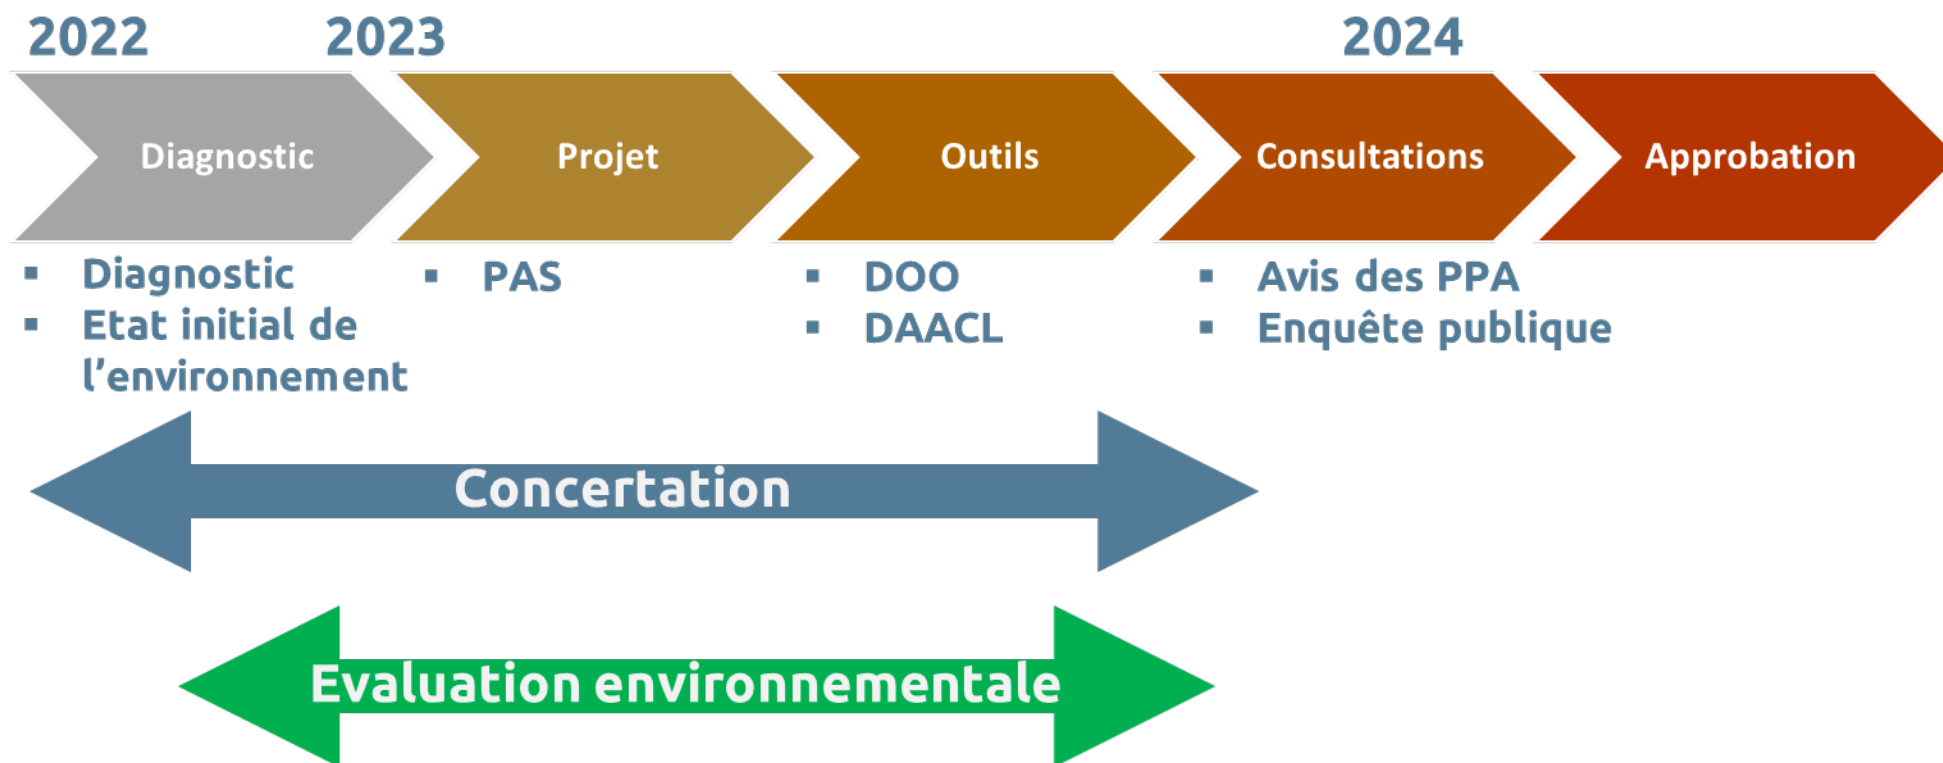 2022
2023
2024
Diagnostic
Projet
Outils
Consultations
Approbation
▪ Diagnostic
▪ Etat initial de
l’environnement
▪ PAS
▪ DOO
▪ DAACL
▪ Avis des PPA
▪ Enquête publique
Concertation
Evaluation environnementale